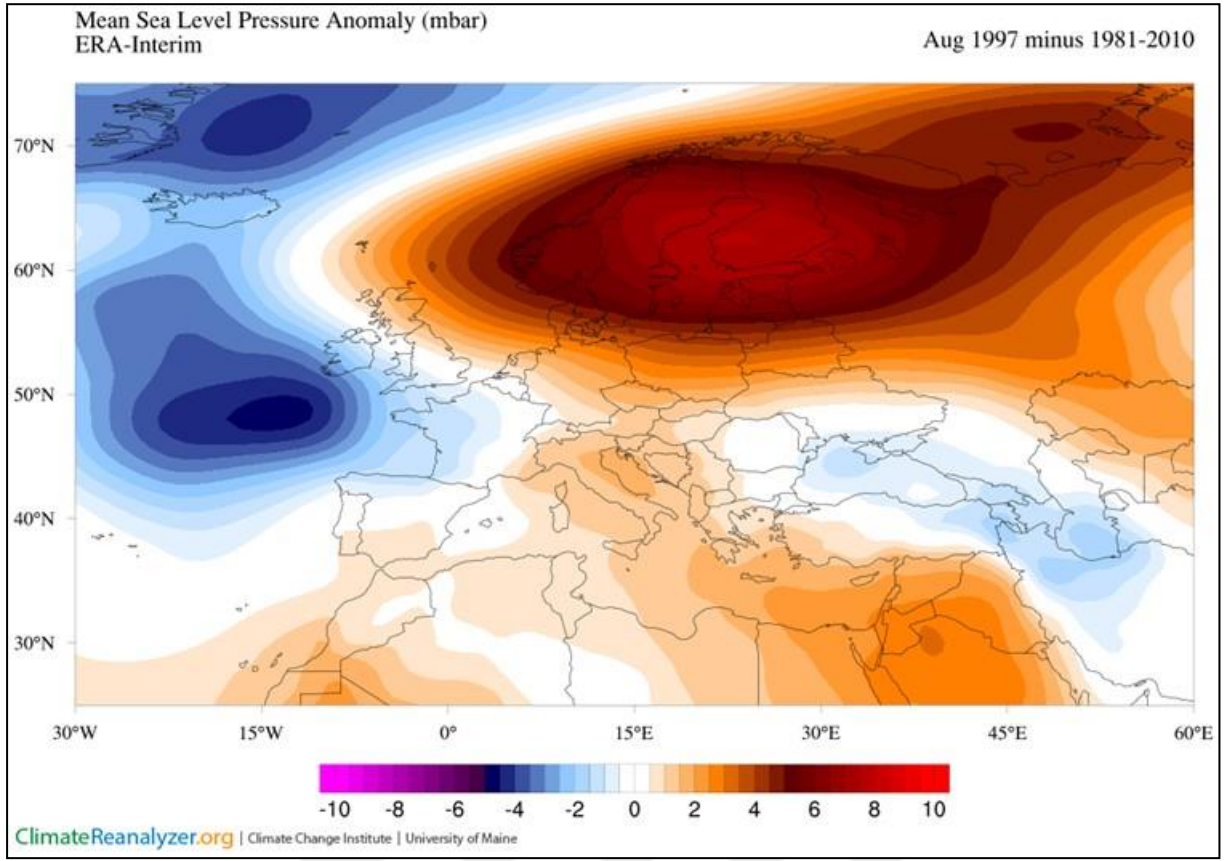 Mean Sea Level Pressure Anomaly (mbar)
ERA-Interim
Aug 1997 minus 1981-2010
70°N
60°N
50°N
40°N
30°N
30°W 15°W 0° 15°E 30°E 45°E 60°E
-10 -8 -6 -4 -2 0 2 4 6 8 10
ClimateReanalyzer.org | Climate Change Institute | University of Maine